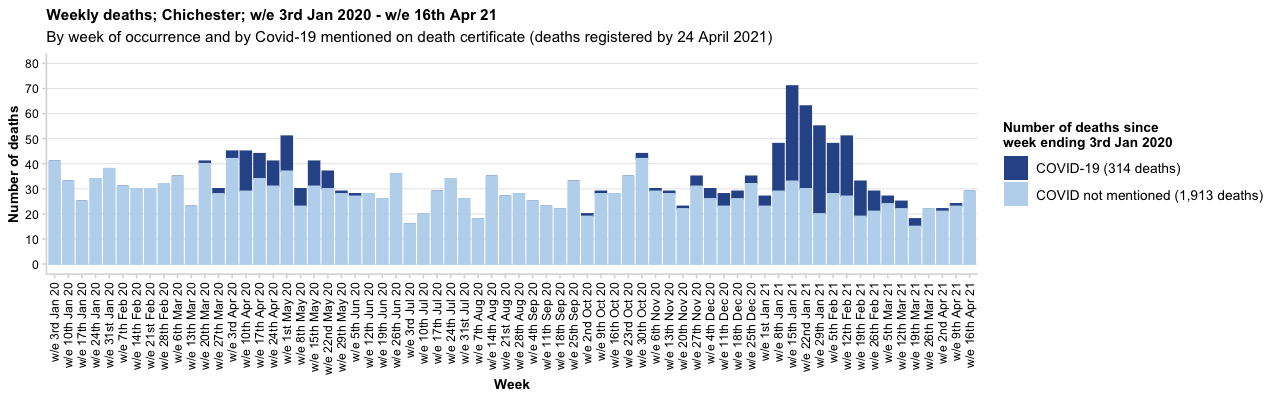 Weekly deaths; Chichester; w/e 3rd Jan 2020 - w/e 16th Apr 21
By week of occurrence and by Covid-19 mentioned on death certificate (deaths registered by 24 April 2021)
Number of deaths
80
70
60
50
40
30
20
10
0
w/e 3rd Jan 20
w/e 10th Jan 20
w/e 17th Jan 20
w/e 24th Jan 20
w/e 31st Jan 20
w/e 7th Feb 20
w/e 14th Feb 20
w/e 21st Feb 20
w/e 28th Feb 20
w/e 6th Mar 20
w/e 13th Mar 20
w/e 20th Mar 20
w/e 27th Mar 20
w/e 3rd Apr 20
w/e 10th Apr 20
w/e 17th Apr 20
w/e 24th Apr 20
w/e 1st May 20
w/e 8th May 20
w/e 15th May 20
w/e 22nd May 20
w/e 29th May 20
w/e 5th Jun 20
w/e 12th Jun 20
w/e 19th Jun 20
w/e 26th Jun 20
w/e 3rd Jul 20
w/e 10th Jul 20
w/e 17th Jul 20
w/e 24th Jul 20
w/e 31st Jul 20
w/e 7th Aug 20
w/e 14th Aug 20
w/e 21st Aug 20
w/e 28th Aug 20
w/e 4th Sep 20
w/e 11th Sep 20
w/e 18th Sep 20
w/e 25th Sep 20
w/e 2nd Oct 20
w/e 9th Oct 20
w/e 16th Oct 20
w/e 23rd Oct 20
w/e 30th Oct 20
w/e 6th Nov 20
w/e 13th Nov 20
w/e 20th Nov 20
w/e 27th Nov 20
w/e 4th Dec 20
w/e 11th Dec 20
w/e 18th Dec 20
w/e 25th Dec 20
w/e 1st Jan 21
w/e 8th Jan 21
w/e 15th Jan 21
w/e 22nd Jan 21
w/e 29th Jan 21
w/e 5th Feb 21
w/e 12th Feb 21
w/e 19th Feb 21
w/e 26th Feb 21
w/e 5th Mar 21
w/e 12th Mar 21
w/e 19th Mar 21
w/e 26th Mar 21
w/e 2nd Apr 21
w/e 9th Apr 21
w/e 16th Apr 21
Week
Number of deaths since
week ending 3rd Jan 2020
COVID-19 (314 deaths)
COVID not mentioned (1,913 deaths)